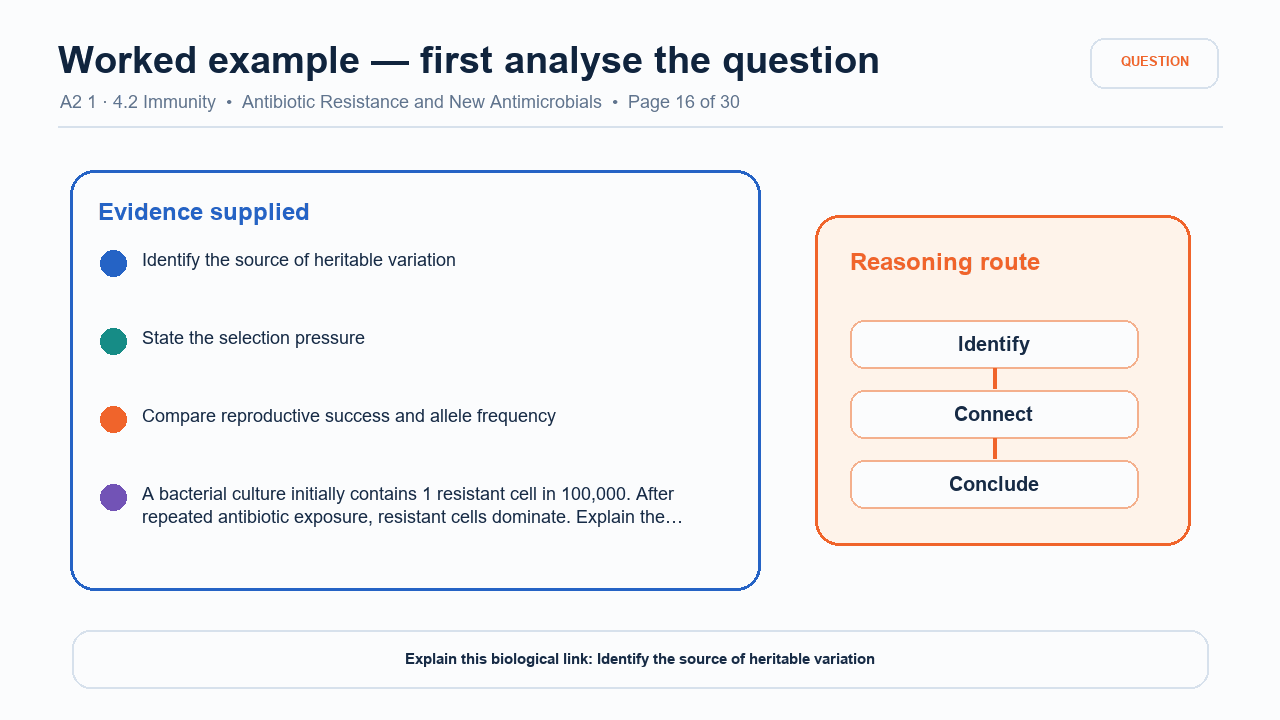 Worked example — first analyse the question
QUESTION
A2 1 · 4.2 Immunity • Antibiotic Resistance and New Antimicrobials • Page 16 of 30
Evidence supplied
Identify the source of heritable variation
State the selection pressure
Compare reproductive success and allele frequency
A bacterial culture initially contains 1 resistant cell in 100,000. After
repeated antibiotic exposure, resistant cells dominate. Explain the…
Reasoning route
Identify
Connect
Conclude
Explain this biological link: Identify the source of heritable variation